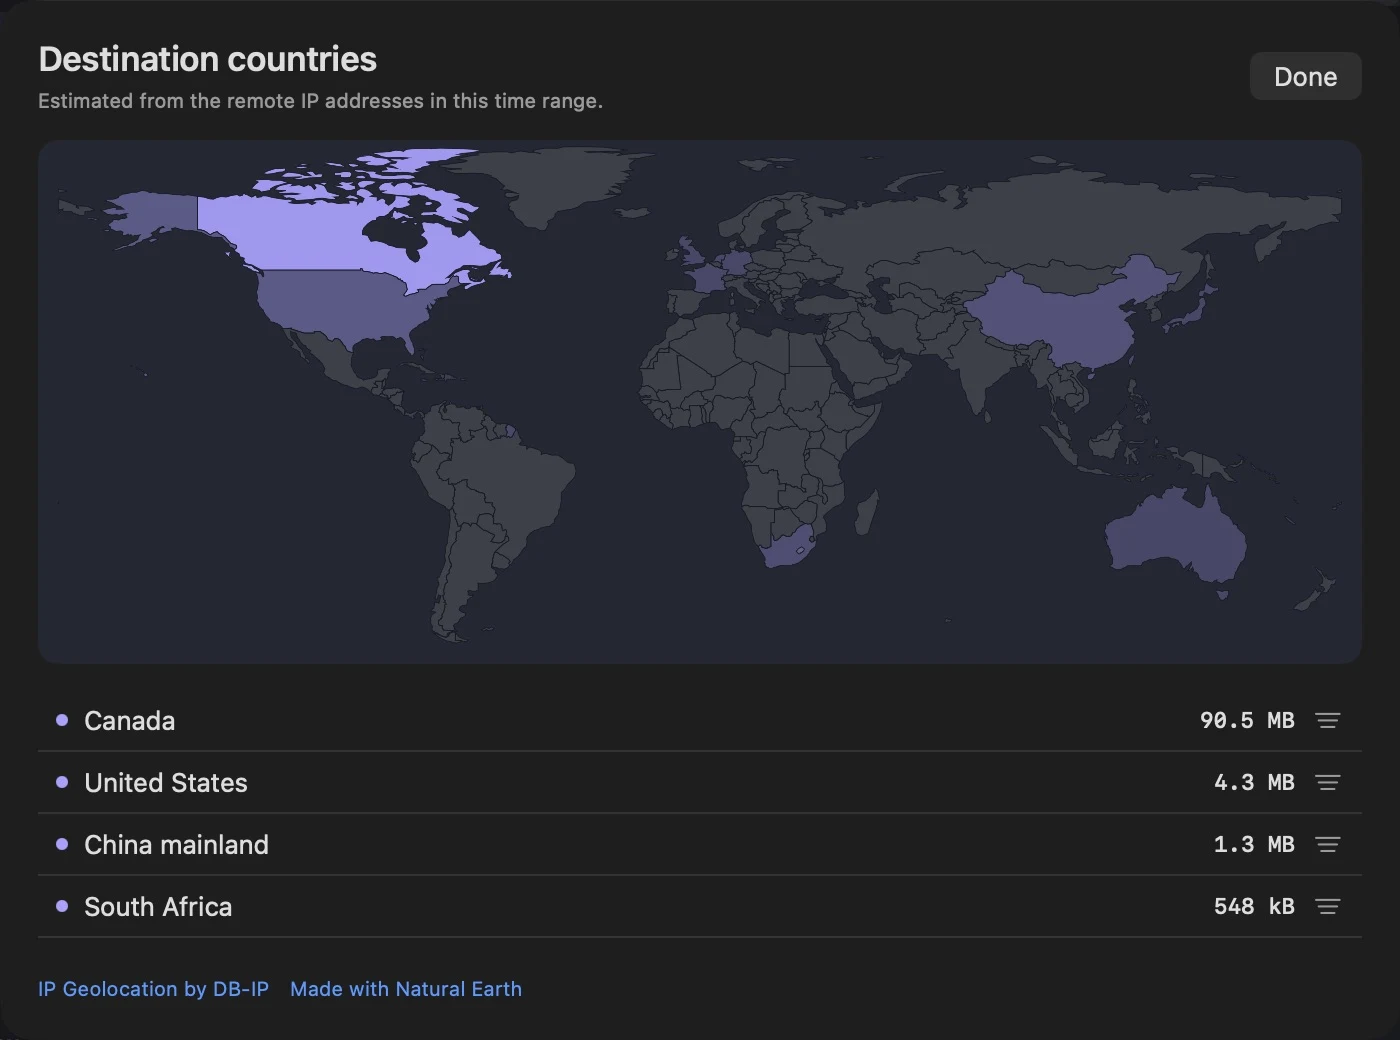 Destination countries
Estimated from the remote IP addresses in this time range.
Done
Canada 90.5 MB
United States 4.3 MB
China mainland 1.3 MB
South Africa 548 kB
IP Geolocation by DB-IP Made with Natural Earth